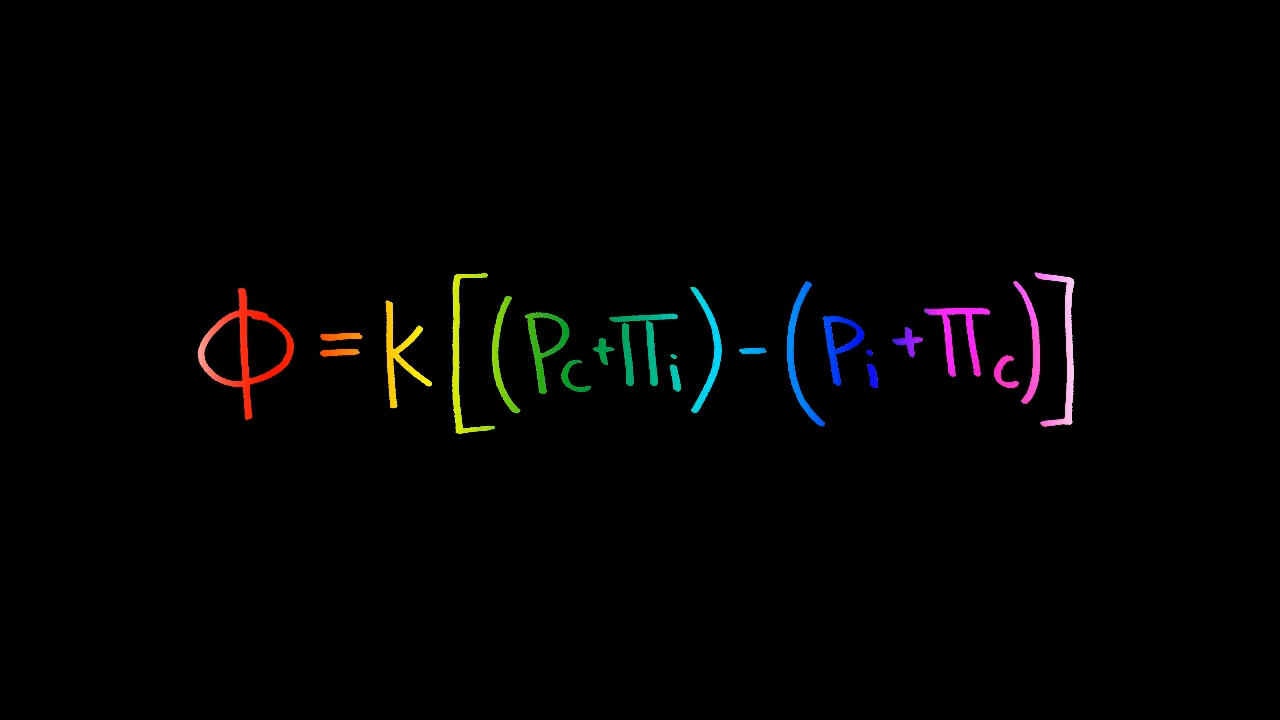 Φ = k [(Pc + πi) - (Pi + πc)]